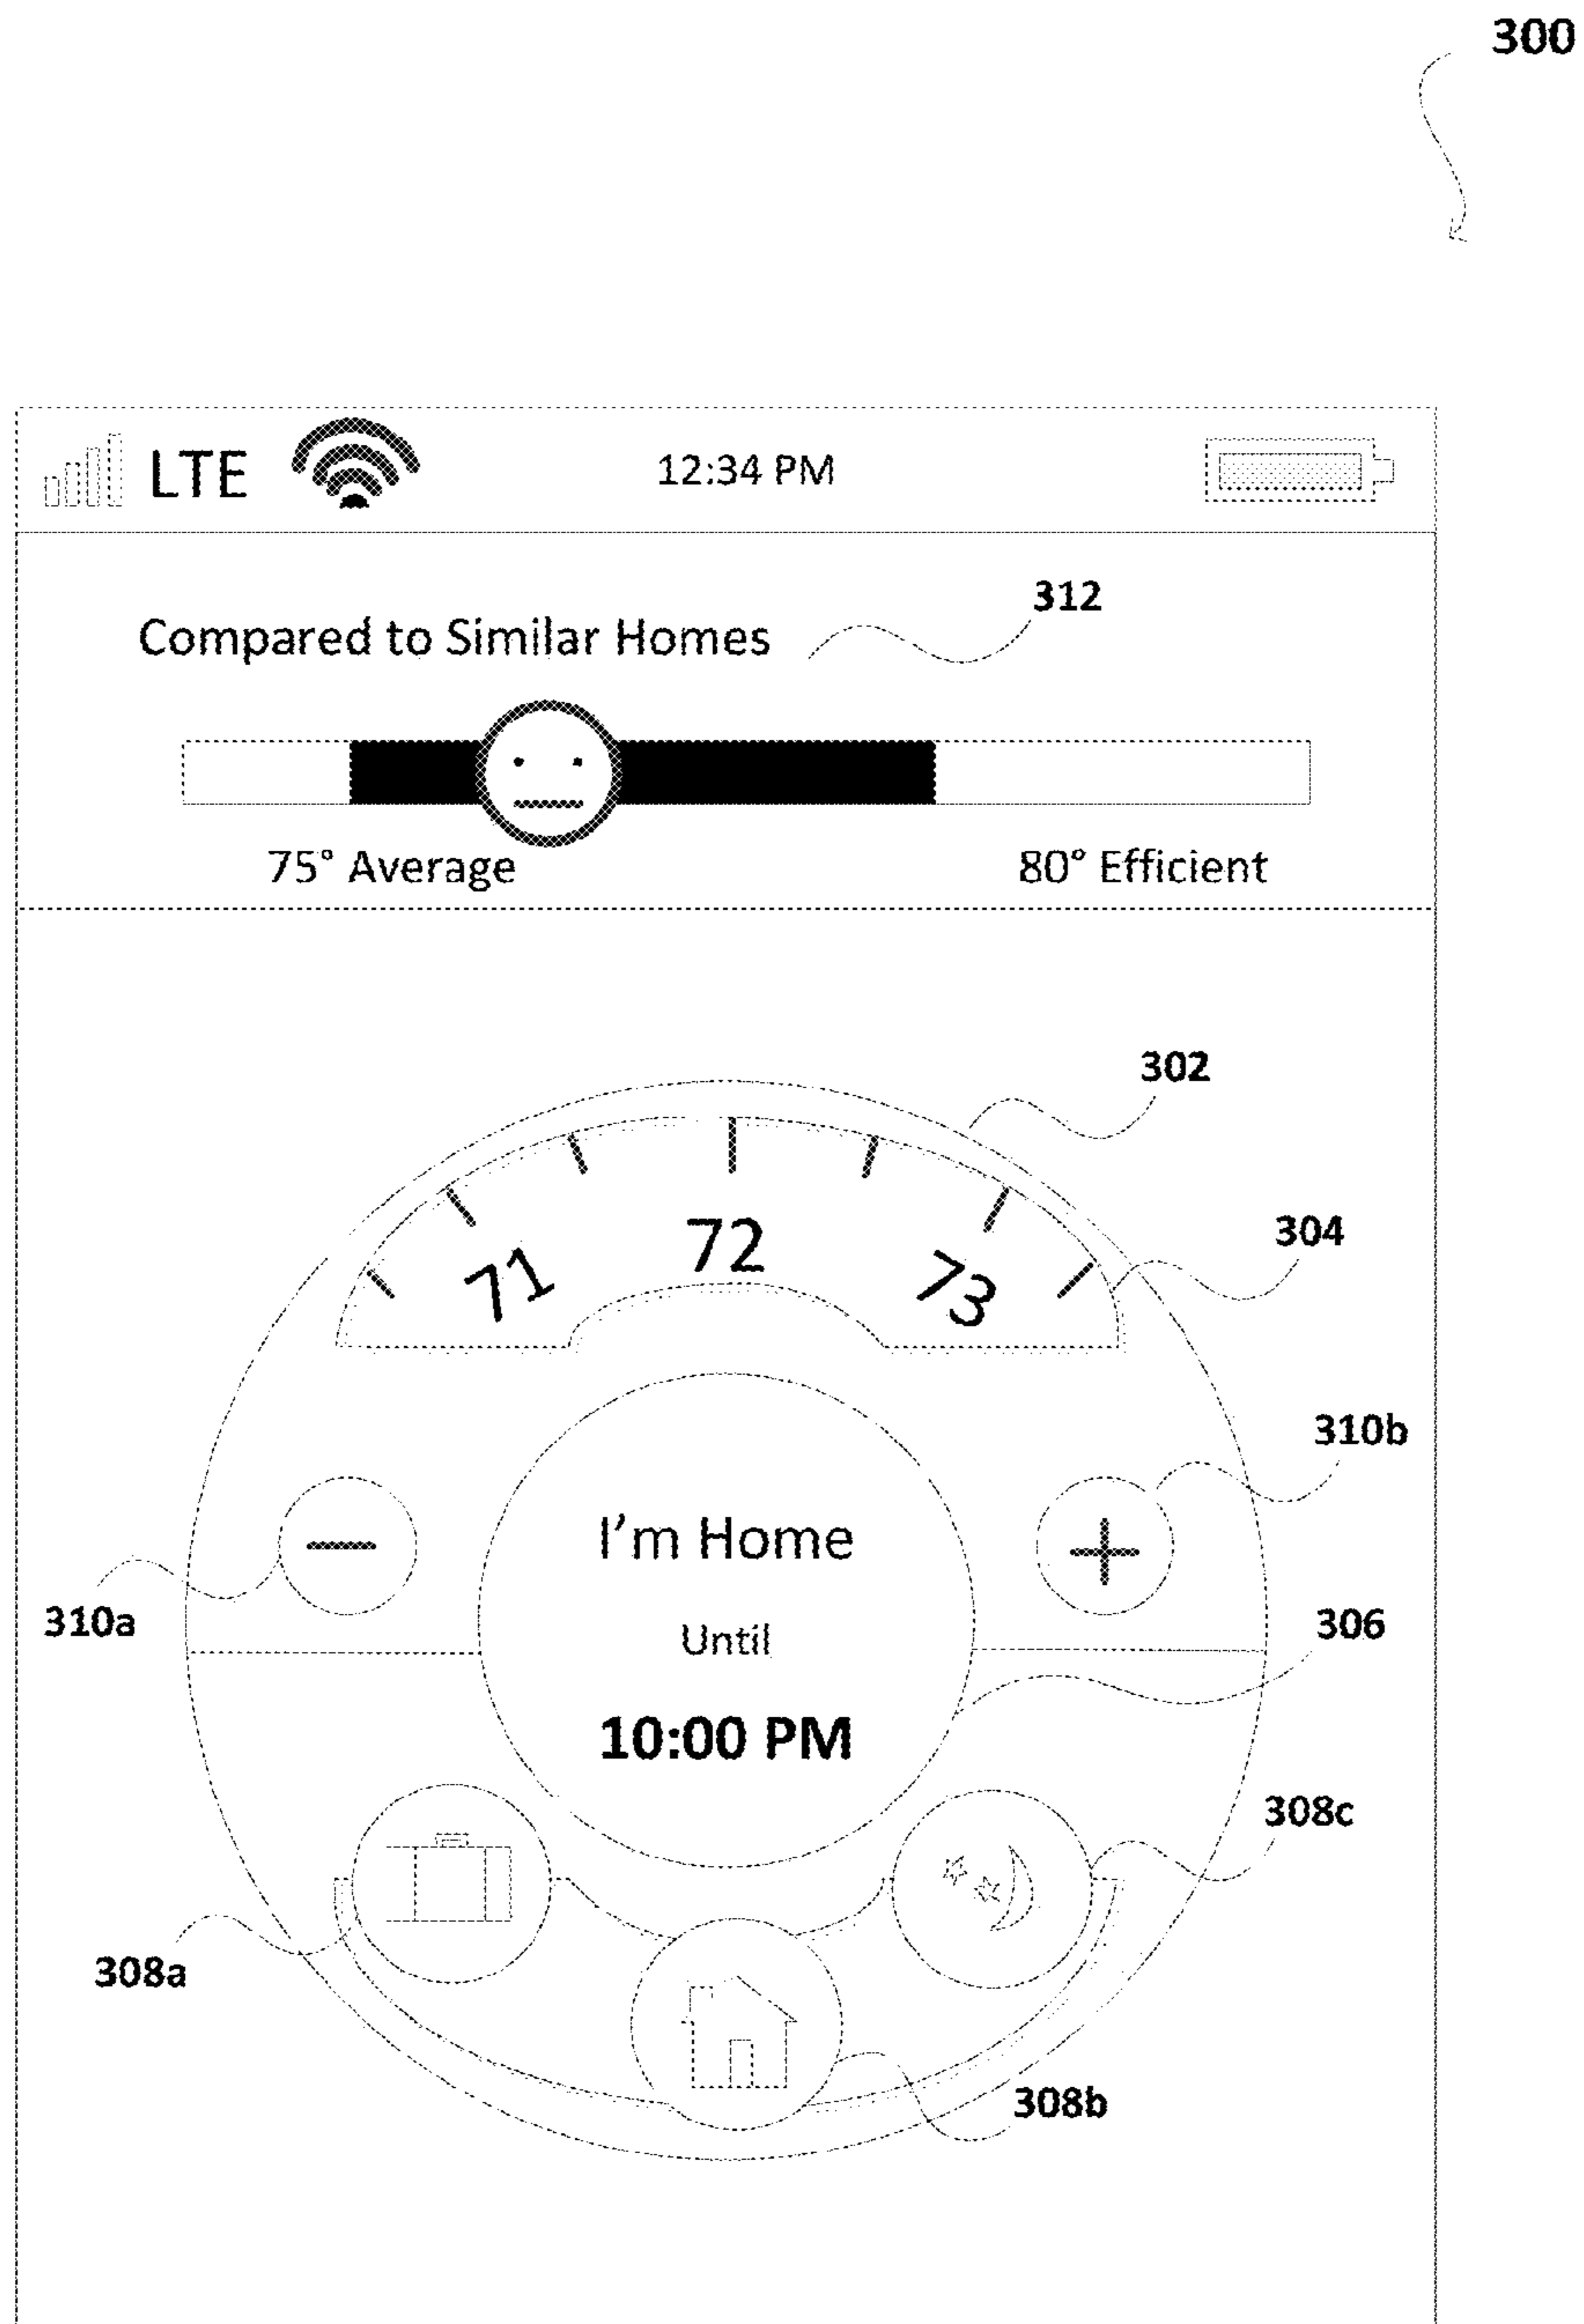 300
LTE 12:34 PM
312
Compared to Similar Homes
75° Average 80° Efficient
302
304
71 72 73
310b
I'm Home
310a
Until
306
10:00 PM
308c
308a
308b